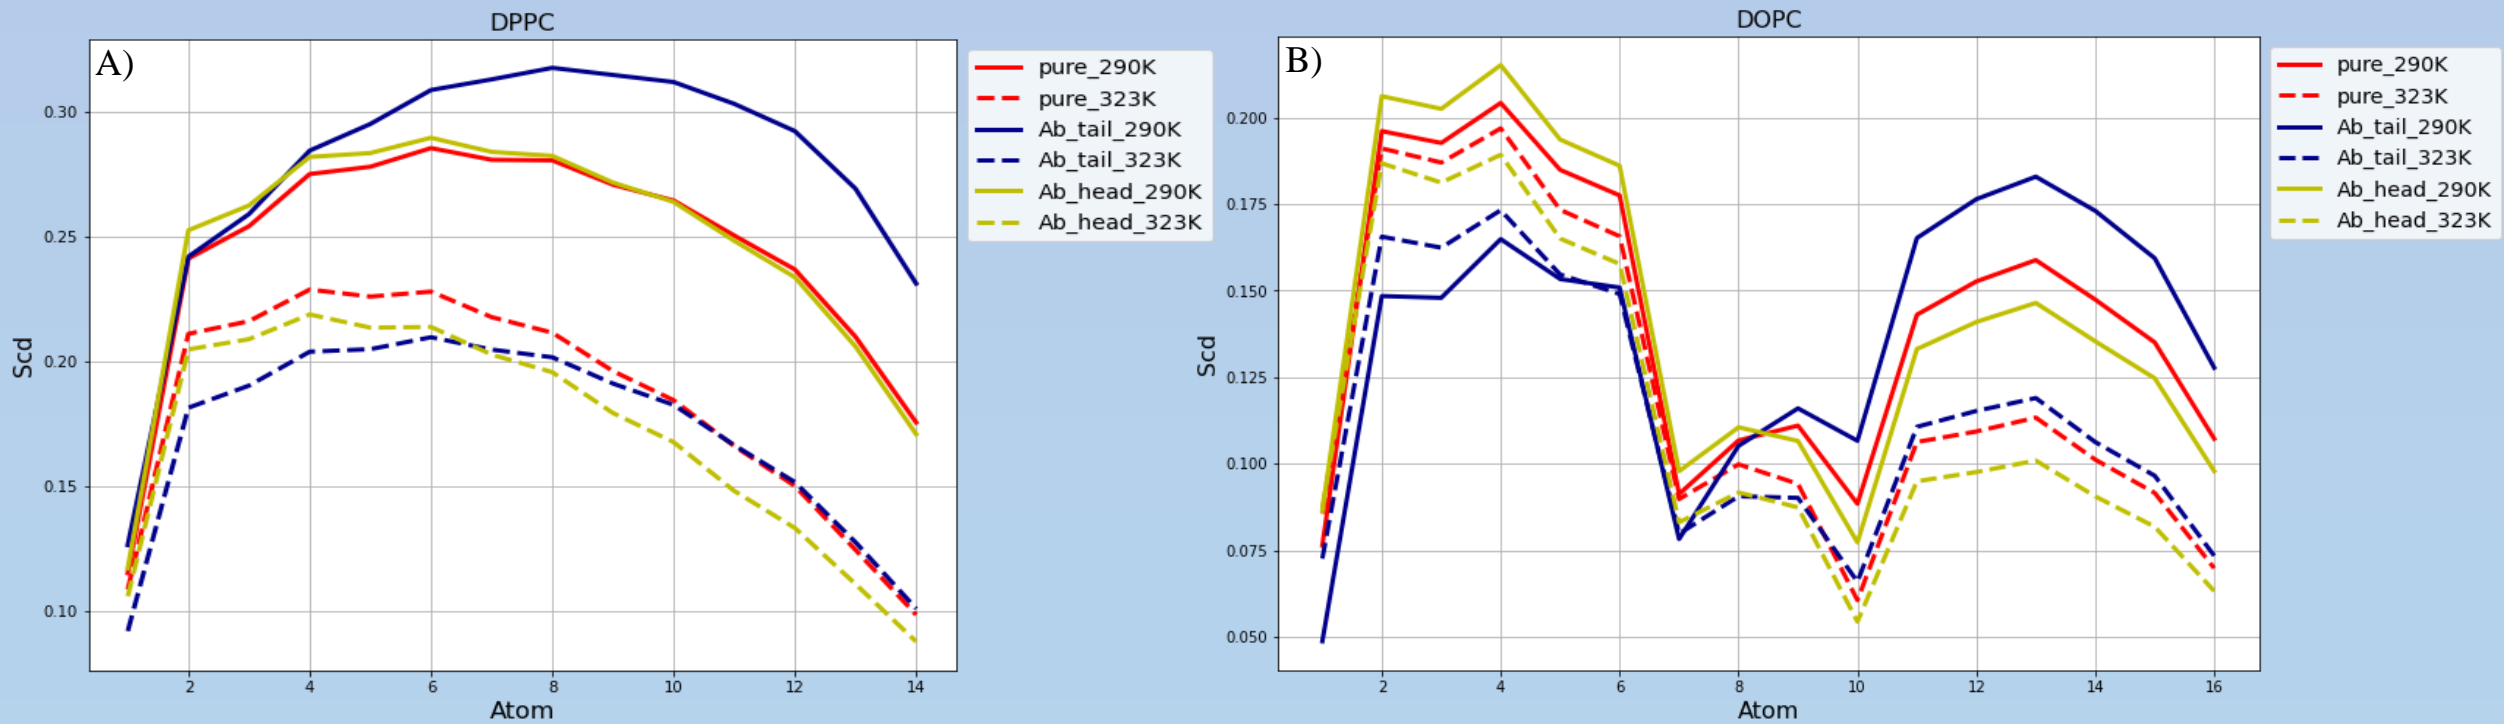 DPPC
A)
0.30
0.25
0.20
0.15
0.10
Scd
2 4 6 8 10 12 14
Atom
pure_290K
pure_323K
Ab_tail_290K
Ab_tail_323K
Ab_head_290K
Ab_head_323K
DOPC
B)
0.200
0.175
0.150
0.125
0.100
0.075
0.050
Scd
2 4 6 8 10 12 14 16
Atom
pure_290K
pure_323K
Ab_tail_290K
Ab_tail_323K
Ab_head_290K
Ab_head_323K